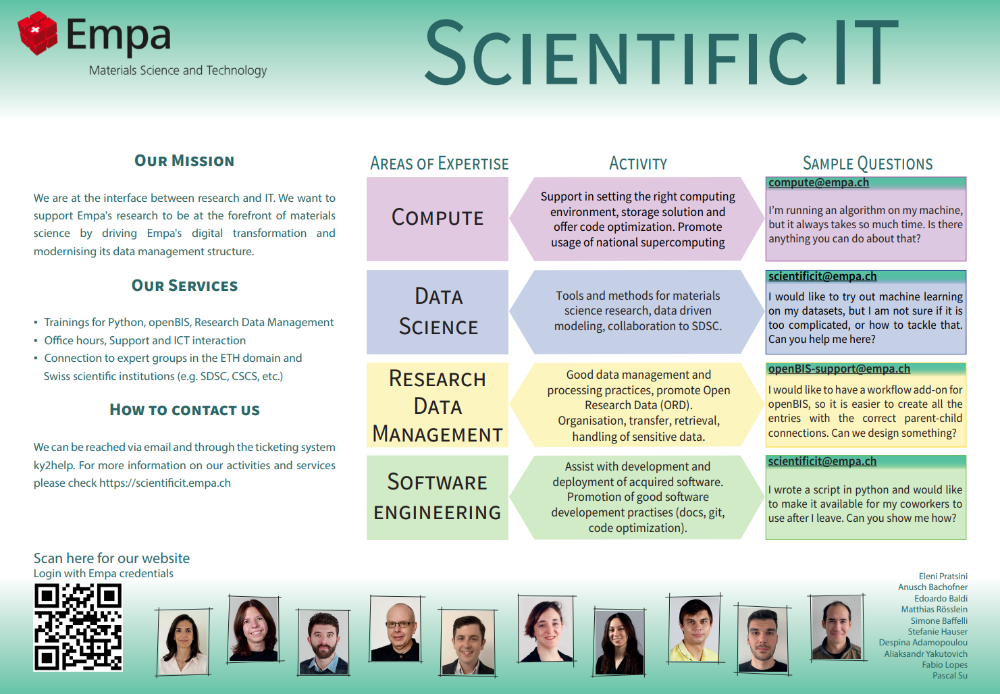 Empa
Materials Science and Technology
SCIENTIFIC IT
OUR MISSION
We are at the interface between research and IT. We want to
support Empa's research to be at the forefront of materials
science by driving Empa's digital transformation and
modernising its data management structure.
OUR SERVICES
▪ Trainings for Python, openBIS, Research Data Management
▪ Office hours, Support and ICT interaction
▪ Connection to expert groups in the ETH domain and
Swiss scientific institutions (e.g. SDSC, CSCS, etc.)
HOW TO CONTACT US
We can be reached via email and through the ticketing system
ky2help. For more information on our activities and services
please check https://scientificit.empa.ch
AREAS OF EXPERTISE
ACTIVITY
SAMPLE QUESTIONS
COMPUTE
Support in setting the right computing
environment, storage solution and
offer code optimization. Promote
usage of national supercomputing
compute@empa.ch
I'm running an algorithm on my machine,
but it always takes so much time. Is there
anything you can do about that?
DATA
SCIENCE
Tools and methods for materials
science research, data driven
modeling, collaboration to SDSC.
scientificit@empa.ch
I would like to try out machine learning
on my datasets, but I am not sure if it is
too complicated, or how to tackle that.
Can you help me here?
RESEARCH
DATA
MANAGEMENT
Good data management and
processing practices, promote Open
Research Data (ORD).
Organisation, transfer, retrieval,
handling of sensitive data.
openBIS-support@empa.ch
I would like to have a workflow add-on for
openBIS, so it is easier to create all the
entries with the correct parent-child
connections. Can we design something?
SOFTWARE
ENGINEERING
Assist with development and
deployment of acquired software.
Promotion of good software
developement practises (docs, git,
code optimization).
scientificit@empa.ch
I wrote a script in python and would like
to make it available for my coworkers to
use after I leave. Can you show me how?
Scan here for our website
Login with Empa credentials
Eleni Pratsini
Anusch Bachofner
Edoardo Baldi
Matthias Rösslein
Simone Baffelli
Stefanie Hauser
Despina Adamopoulou
Aliaksandr Yakutovich
Fabio Lopes
Pascal Su